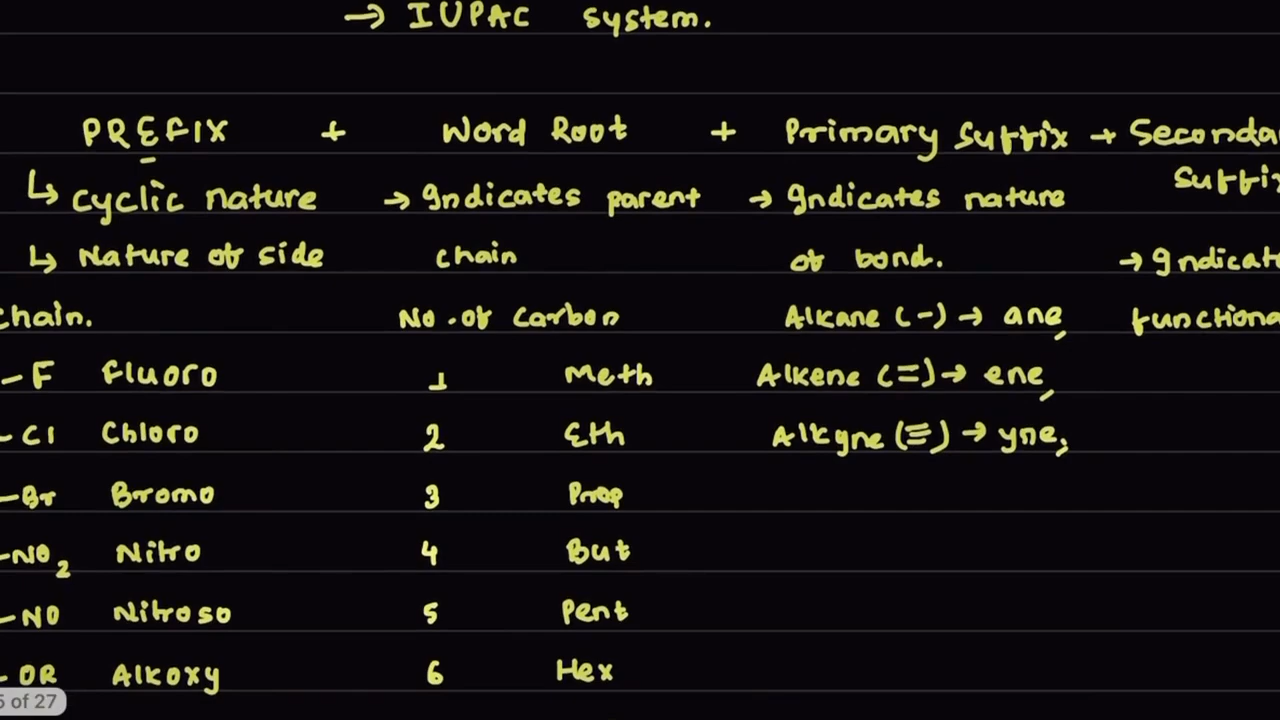 → IUPAC system.
PREFIX + Word Root + Primary Suffix + Seconda
Suffix
↳ cyclic nature → Indicates parent → Indicates nature
↳ Nature of side chain of bond. → Indicat
chain. No. of Carbon Alkane (-) → ane, functiona
-F Fluoro 1 Meth Alkene (=) → ene,
-Cl Chloro 2 Eth Alkyne (≡) → yne,
-Br Bromo 3 Prop
-NO2 Nitro 4 But
-NO Nitroso 5 Pent
-OR Alkoxy 6 Hex
of 27